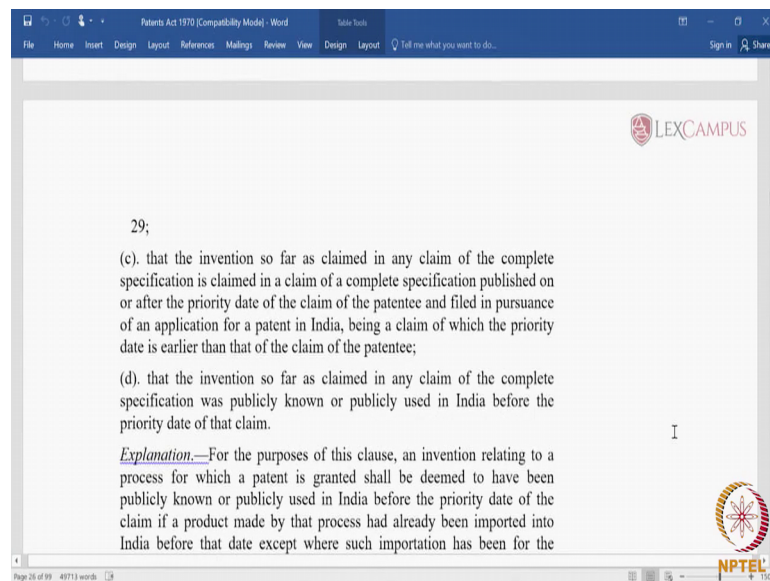 Patents Act 1970 [Compatibility Mode] - Word
Table Tools
File Home Insert Design Layout References Mailings Review View Design Layout Tell me what you want to do...
Sign in Share
LEXCAMPUS
29;
(c). that the invention so far as claimed in any claim of the complete
specification is claimed in a claim of a complete specification published on
or after the priority date of the claim of the patentee and filed in pursuance
of an application for a patent in India, being a claim of which the priority
date is earlier than that of the claim of the patentee;
(d). that the invention so far as claimed in any claim of the complete
specification was publicly known or publicly used in India before the
priority date of that claim.
Explanation.—For the purposes of this clause, an invention relating to a
process for which a patent is granted shall be deemed to have been
publicly known or publicly used in India before the priority date of the
claim if a product made by that process had already been imported into
India before that date except where such importation has been for the
NPTEL
Page 26 of 99 49713 words